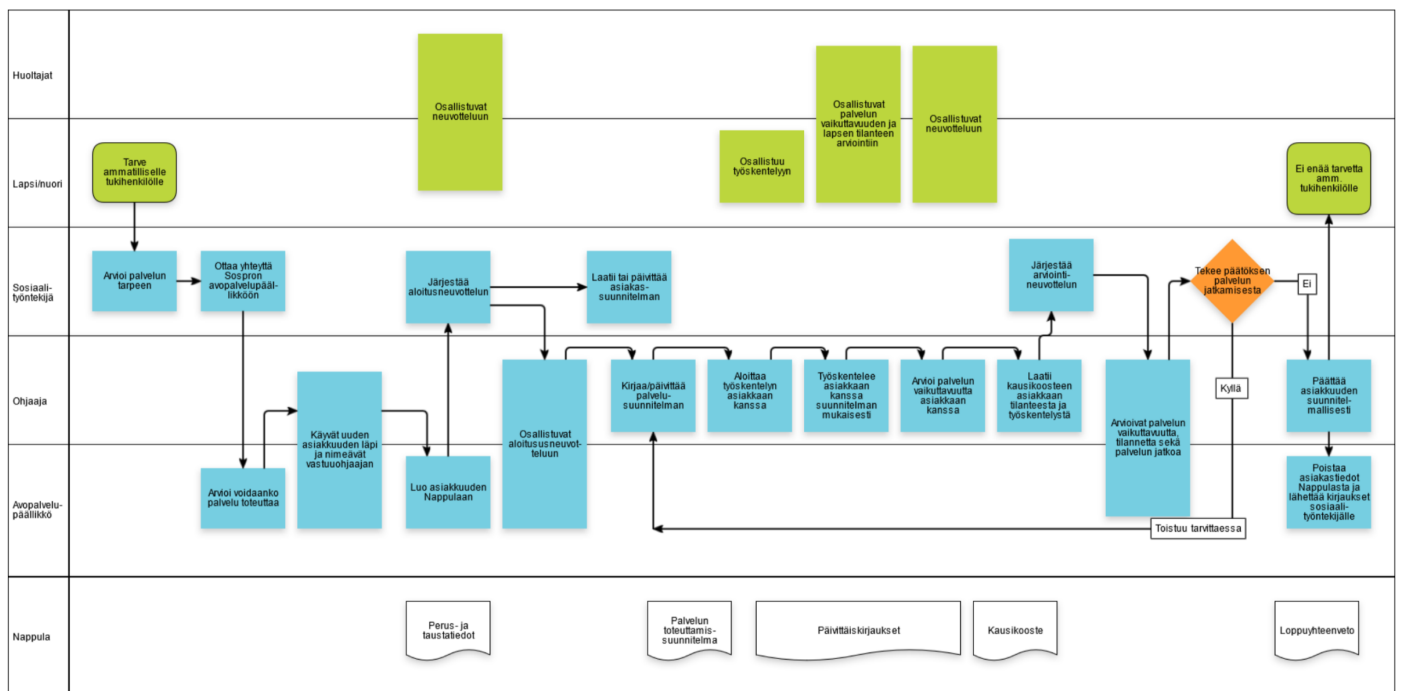 Huoltajat
Osallistuvat
neuvotteluun
Osallistuvat
palvelun
vaikuttavuuden ja
lapsen tilanteen
arviointiin
Osallistuvat
neuvotteluun
Lapsi/nuori
Tarve
ammatilliselle
tukihenkilölle
Osallistuu
työskentelyyn
Ei enää tarvetta
amm.
tukihenkilölle
Sosiaali-
työntekijä
Arvioi palvelun
tarpeen
Ottaa yhteyttä
Sospron
avopalvelupääl-
likköön
Järjestää
aloitusneuvottelun
Laatii tai päivittää
asiakas-
suunnitelman
Järjestää
arviointi-
neuvottelun
Tekee päätöksen
palvelun
jatkamisesta
Ei
Kyllä
Ohjaaja
Käyvät uuden
asiakkuuden läpi
ja nimeävät
vastuuohjaajan
Osallistuvat
aloitususneuvot-
teluun
Kirjaa/päivittää
palvelu-
suunnitelman
Aloittaa
työskentelyn
asiakkaan
kanssa
Työskentelee
asiakkaan
kanssa
suunnitelman
mukaisesti
Arvioi palvelun
vaikuttavuutta
asiakkaan
kanssa
Laatii
kausikoosteen
asiakkaan
tilanteesta ja
työskentelystä
Arvioivat palvelun
vaikuttavuutta,
tilannetta sekä
palvelun jatkoa
Päättää
asiakkuuden
suunnitel-
mallisesti
Avopalvelu-
päällikkö
Arvioi voidaanko
palvelu toteuttaa
Luo asiakkuuden
Nappulaan
Toistuu tarvittaessa
Poistaa
asiakastiedot
Nappulasta ja
lähettää kirjaukset
sosiaali-
työntekijälle
Nappula
Perus- ja
taustatiedot
Palvelun
toteuttamis-
suunnitelma
Päivittäiskirjaukset
Kausikooste
Loppuyhteenveto